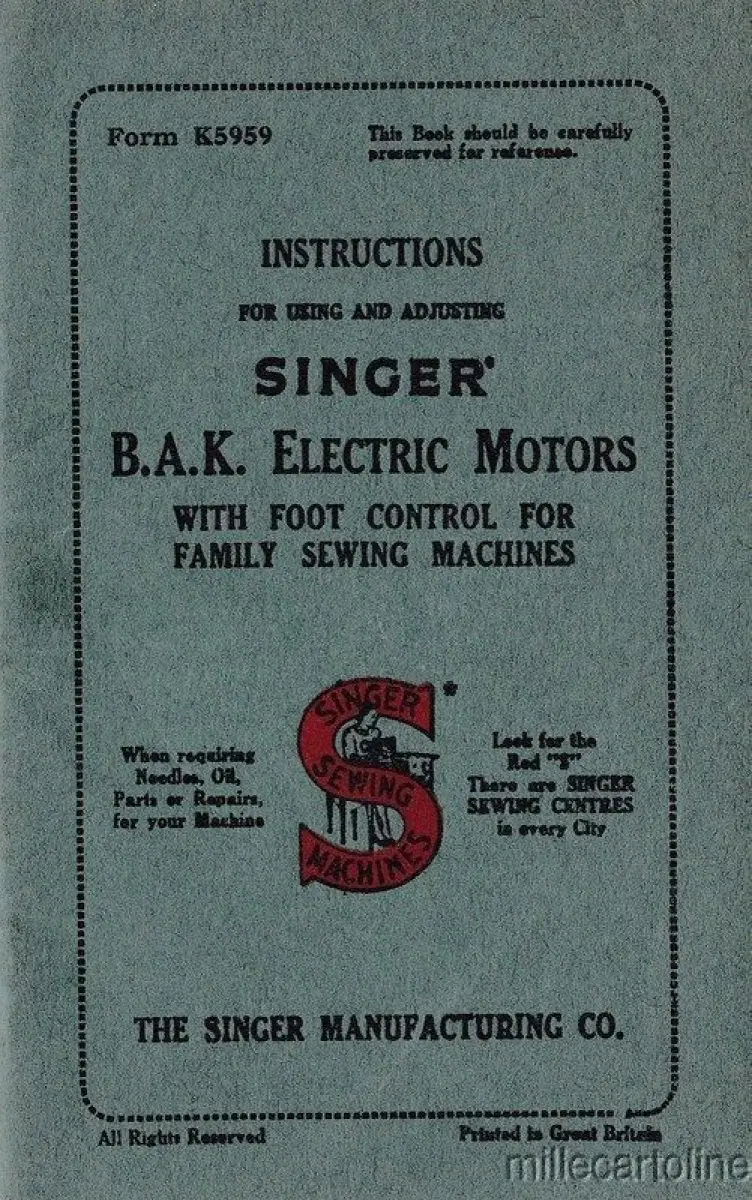 Form K5959
This Book should be carefully
preserved for reference.
INSTRUCTIONS
FOR USING AND ADJUSTING
SINGER*
B.A.K. ELECTRIC MOTORS
WITH FOOT CONTROL FOR
FAMILY SEWING MACHINES
SINGER *
SEWING
MACHINES
When requiring
Needles, Oil,
Parts or Repairs,
for your Machine
Look for the
Red "S"
There are SINGER
SEWING CENTRES
in every City
THE SINGER MANUFACTURING CO.
All Rights Reserved
Printed in Great Britain
millecartoline